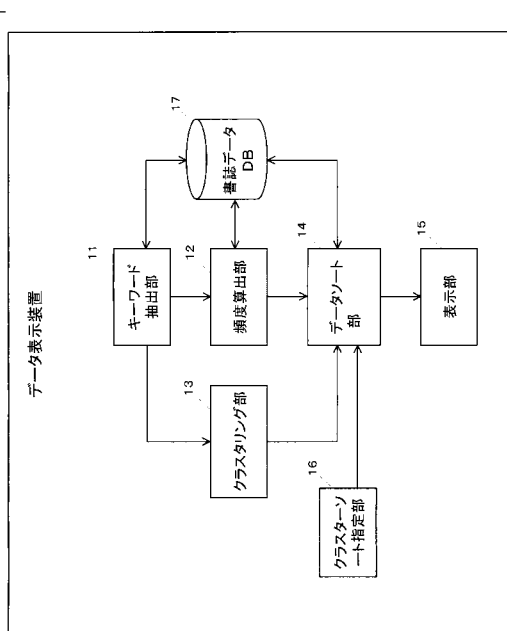 データ表示装置
11
キーワード
抽出部
17
書誌データ
DB
12
頻度算出部
13
クラスタリング部
14
データソート
部
16
クラスターソ
ート指定部
15
表示部